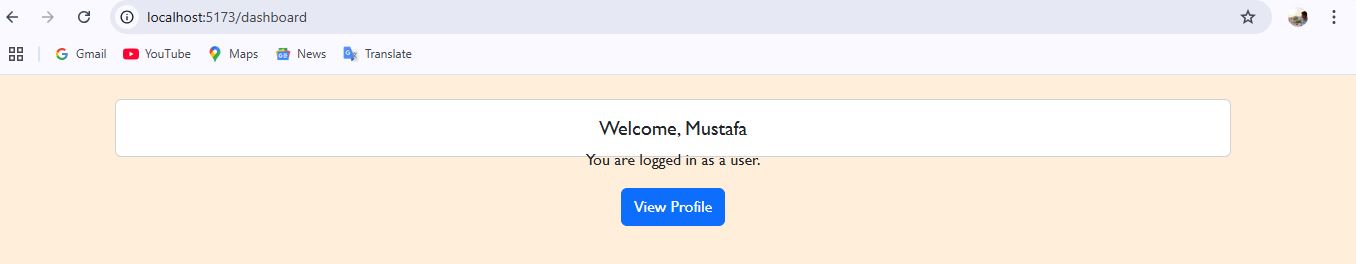 localhost:5173/dashboard
Gmail YouTube Maps News Translate
Welcome, Mustafa
You are logged in as a user.
View Profile